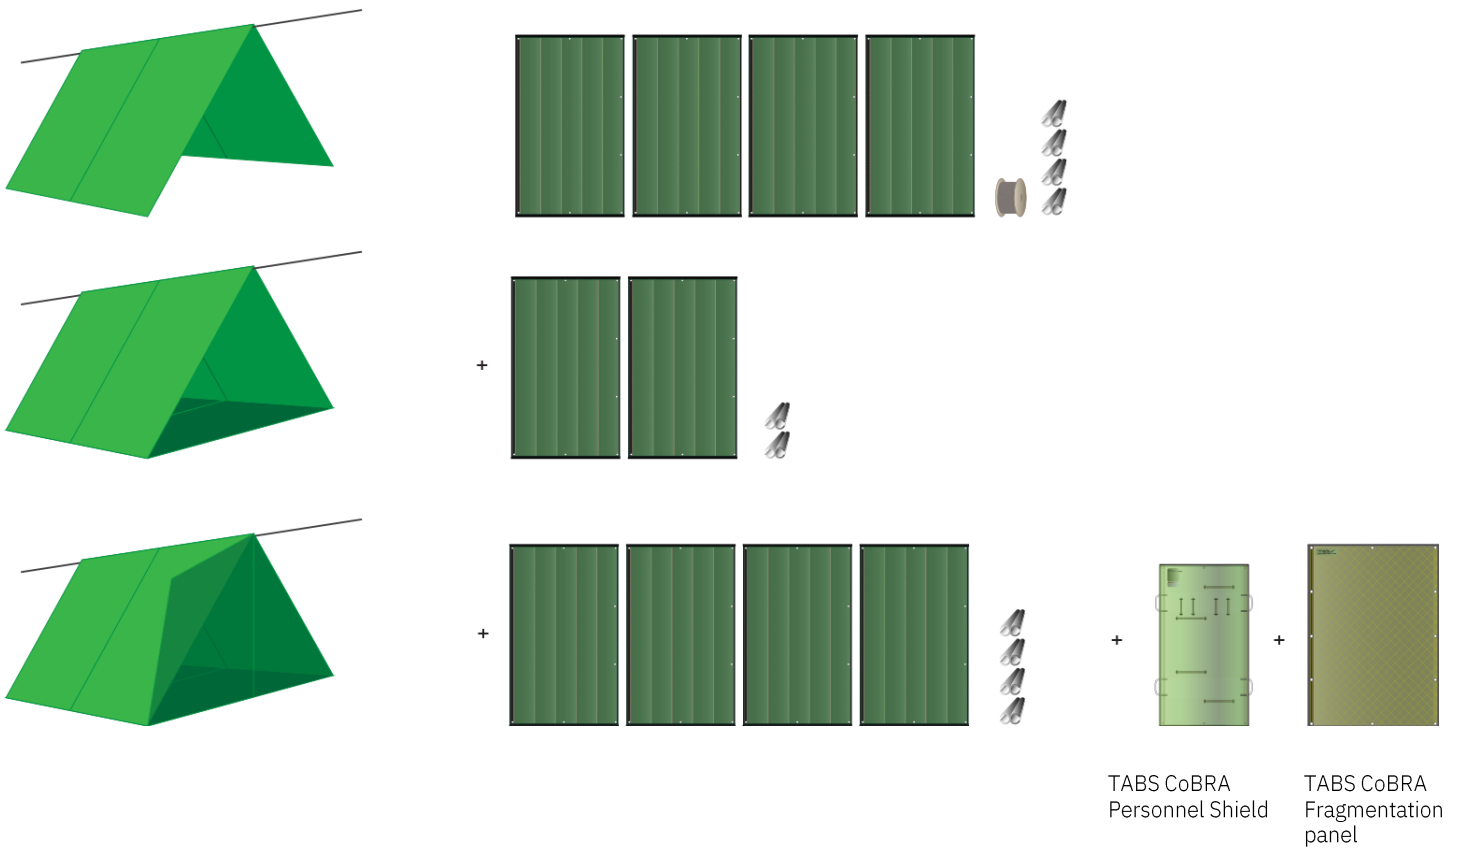 +
+
+
+
TABS CoBRA
Personnel Shield
TABS CoBRA
Fragmentation
panel